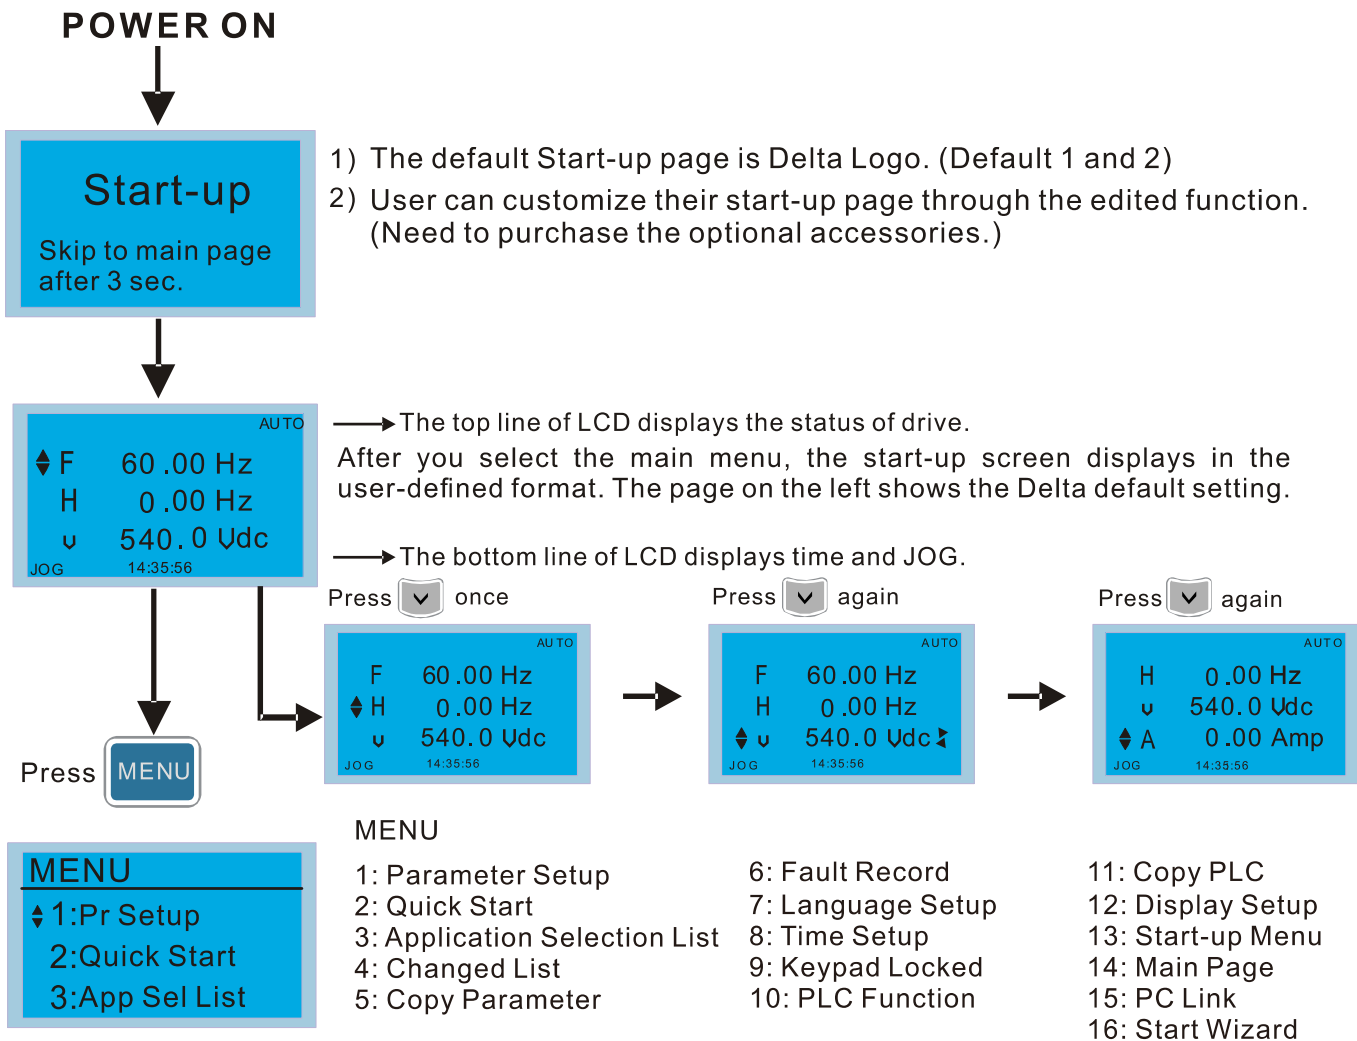 POWER ON
Start-up
Skip to main page
after 3 sec.
1) The default Start-up page is Delta Logo. (Default 1 and 2)
2) User can customize their start-up page through the edited function.
(Need to purchase the optional accessories.)
AUTO
F 60.00 Hz
H 0.00 Hz
u 540.0 Vdc
JOG 14:35:56
The top line of LCD displays the status of drive.
After you select the main menu, the start-up screen displays in the
user-defined format. The page on the left shows the Delta default setting.
The bottom line of LCD displays time and JOG.
Press once
AUTO
F 60.00 Hz
H 0.00 Hz
u 540.0 Vdc
JOG 14:35:56
Press again
AUTO
F 60.00 Hz
H 0.00 Hz
u 540.0 Vdc
JOG 14:35:56
Press again
AUTO
H 0.00 Hz
u 540.0 Vdc
A 0.00 Amp
JOG 14:35:56
Press MENU
MENU
1:Pr Setup
2:Quick Start
3:App Sel List
MENU
1: Parameter Setup
2: Quick Start
3: Application Selection List
4: Changed List
5: Copy Parameter
6: Fault Record
7: Language Setup
8: Time Setup
9: Keypad Locked
10: PLC Function
11: Copy PLC
12: Display Setup
13: Start-up Menu
14: Main Page
15: PC Link
16: Start Wizard